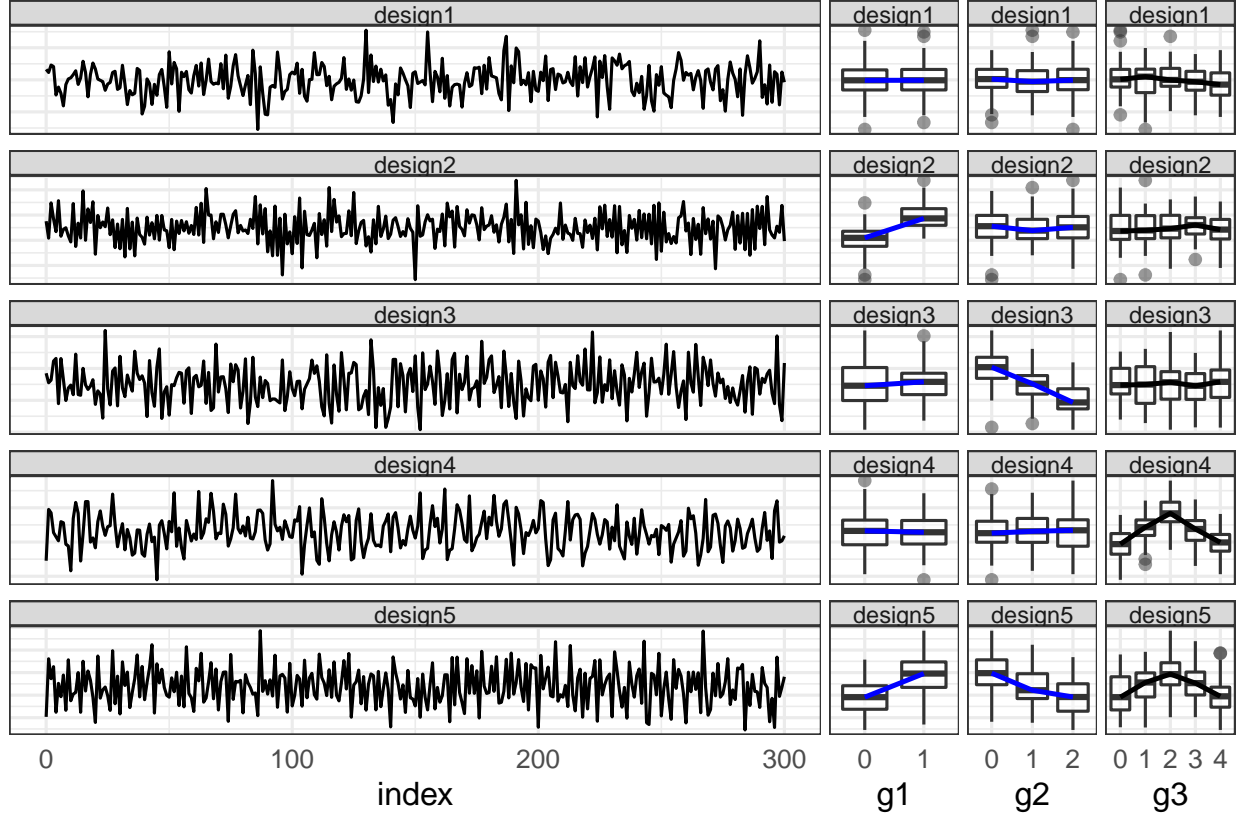 design1 design1 design1 design1
design2 design2 design2 design2
design3 design3 design3 design3
design4 design4 design4 design4
design5 design5 design5 design5
0 100 200 300 0 1 0 1 2 0 1 2 3 4
index g1 g2 g3